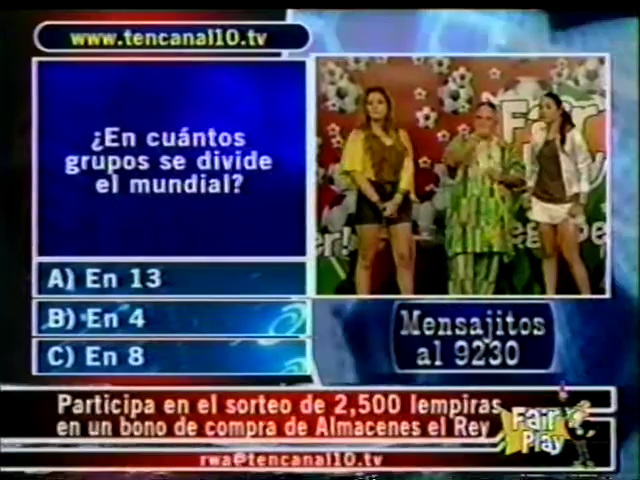 www.tencanal10.tv
¿En cuántos
grupos se divide
el mundial?
A) En 13
B) En 4
C) En 8
Mensajitos
al 9230
Participa en el sorteo de 2,500 lempiras
en un bono de compra de Almacenes el Rey
Fair
Play
rwa@tencanal10.tv